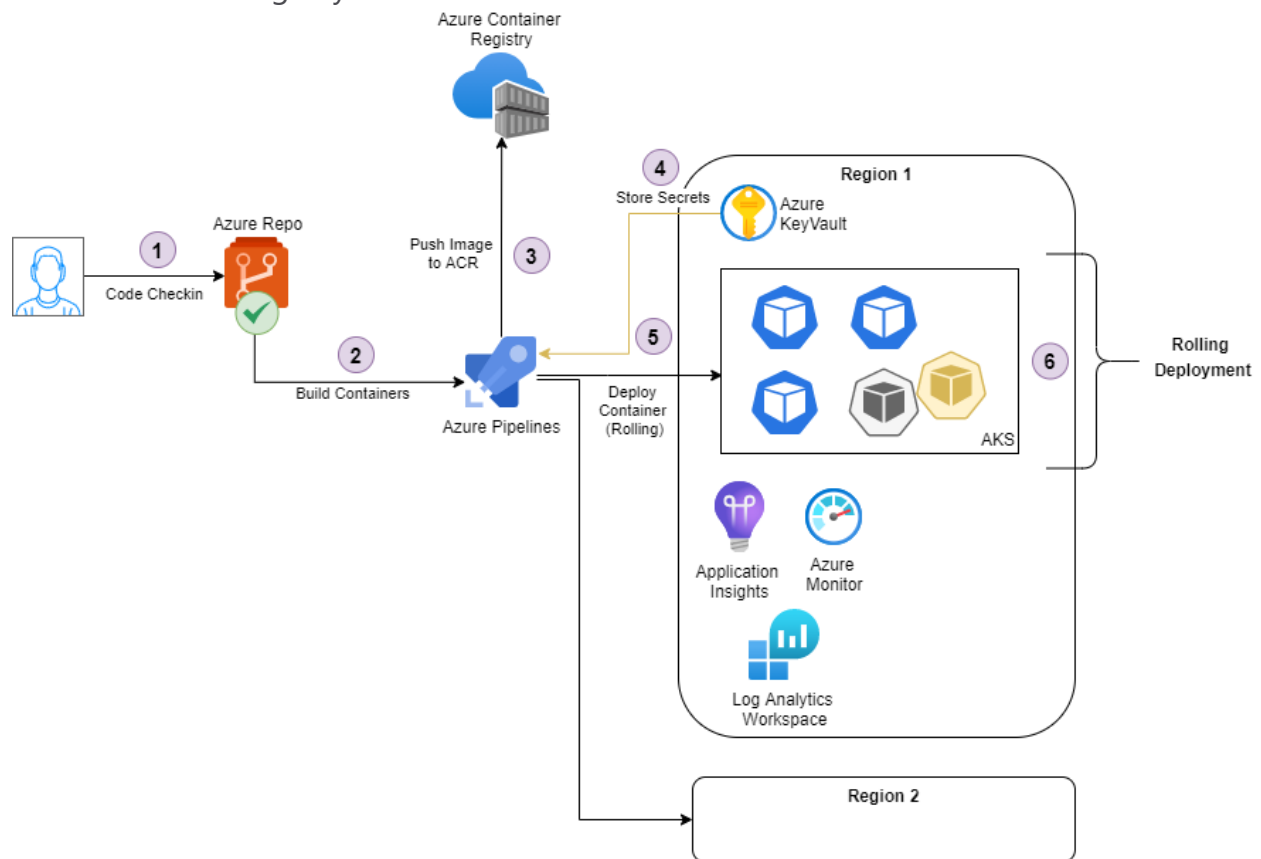 Azure Container
Registry
4
Region 1
Store Secrets
Azure
KeyVault
Azure Repo
1
Code Checkin
Push Image
to ACR
3
2
Build Containers
5
Azure Pipelines
Deploy
Container
(Rolling)
6
Rolling
Deployment
AKS
Application
Insights
Azure
Monitor
Log Analytics
Workspace
Region 2